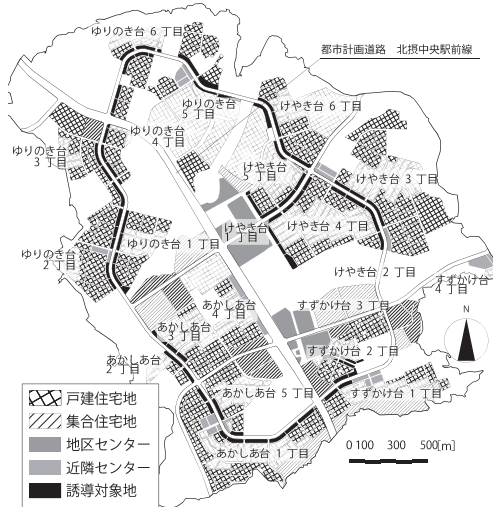 ゆりのき台 6 丁目
都市計画道路 北摂中央駅前線
ゆりのき台
5 丁目
けやき台 6 丁目
ゆりのき台
4 丁目
ゆりのき台
3 丁目
けやき台
5 丁目
けやき台 3 丁目
けやき台
1 丁目
けやき台 4 丁目
ゆりのき台 1 丁目
ゆりのき台
2 丁目
けやき台 2 丁目
すずかけ台
4 丁目
あかしあ台
4 丁目
すずかけ台 3 丁目
あかしあ台
3 丁目
あかしあ台
2 丁目
すずかけ台 2 丁目
あかしあ台 5 丁目
すずかけ台 1 丁目
あかしあ台 1 丁目
N
戸建住宅地
集合住宅地
地区センター
近隣センター
誘導対象地
0 100 300 500[m]